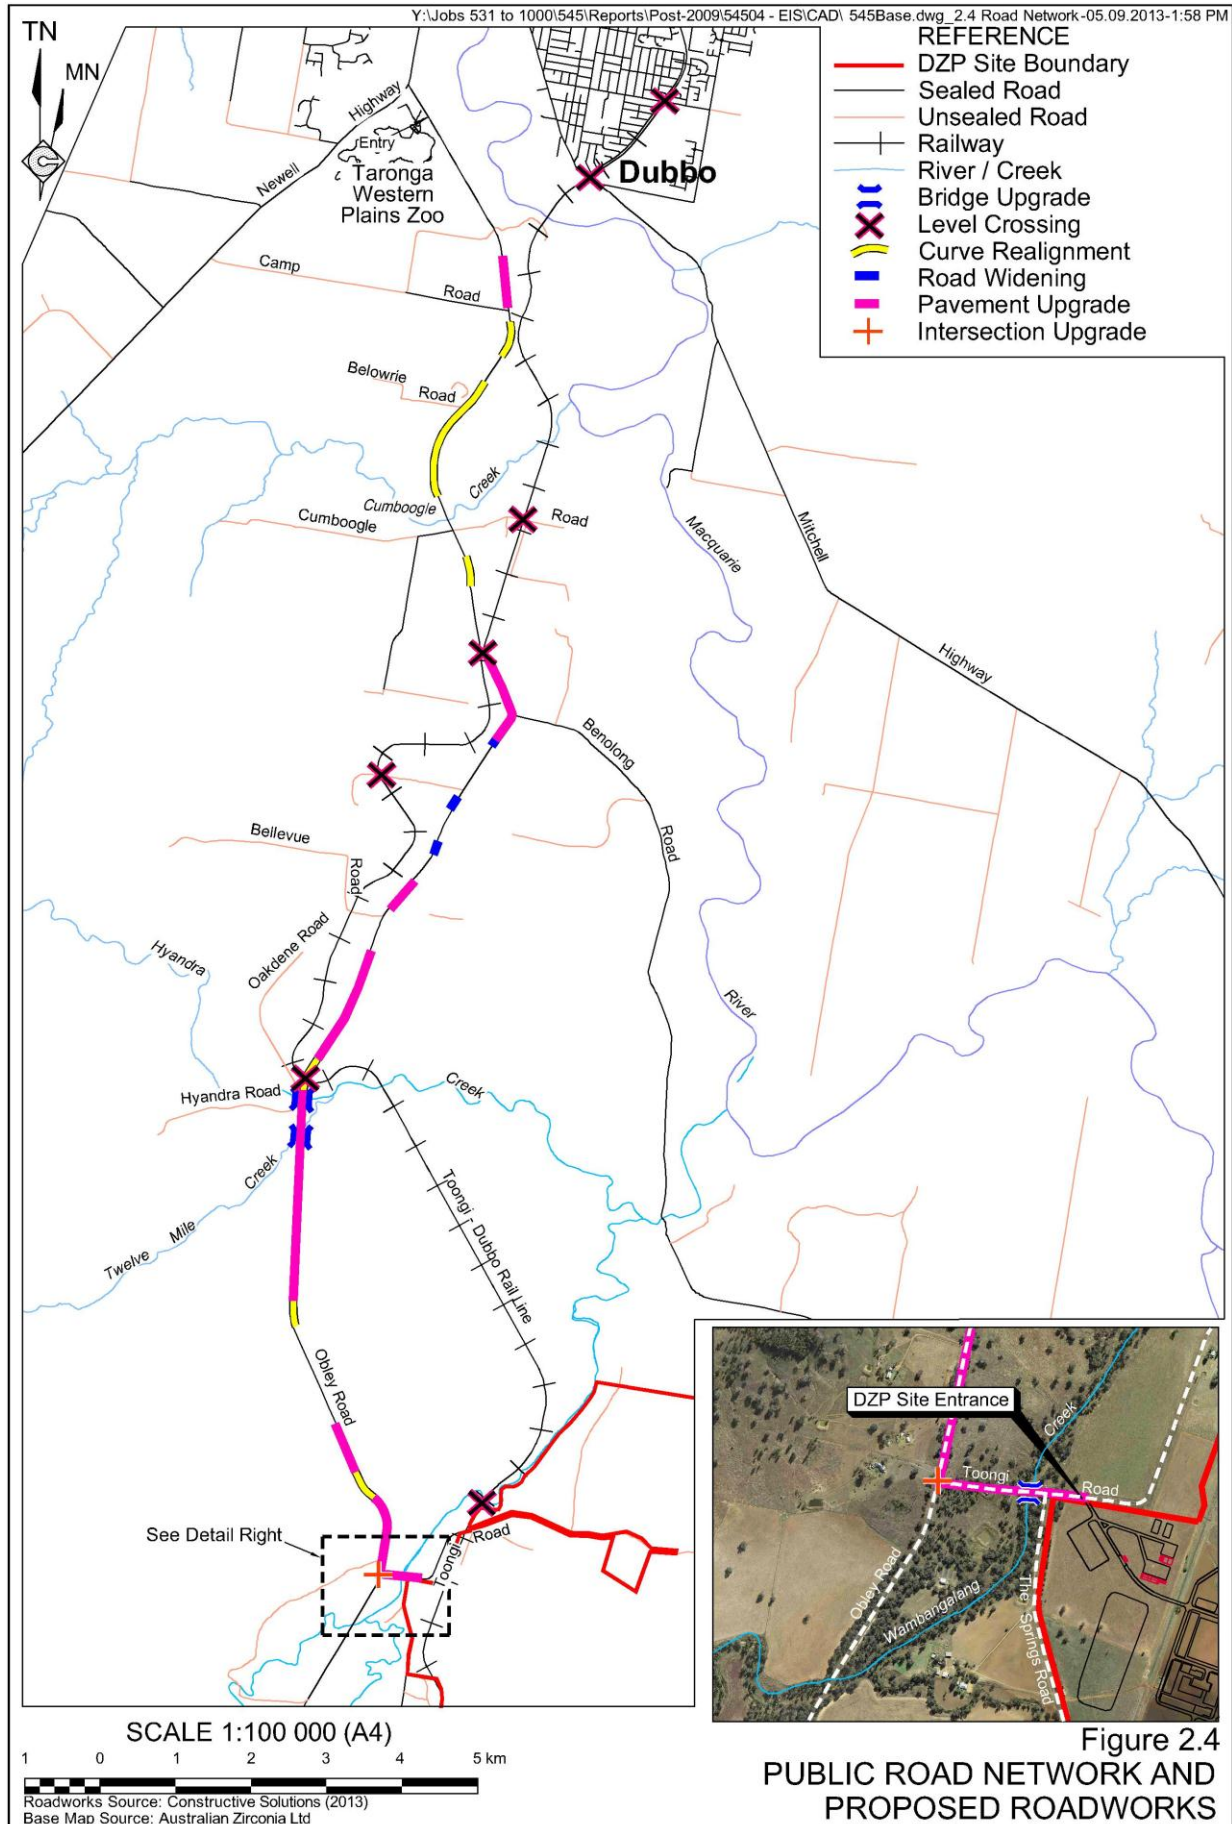 Y:\Jobs 531 to 1000\545\Reports\Post-2009\54504 - EIS\CAD\ 545Base.dwg_2.4 Road Network-05.09.2013-1:58 PM
TN
MN
REFERENCE
DZP Site Boundary
Sealed Road
Unsealed Road
Railway
River / Creek
Bridge Upgrade
Level Crossing
Curve Realignment
Road Widening
Pavement Upgrade
Intersection Upgrade
Newell
Highway
Entry
Taronga
Western
Plains Zoo
Dubbo
Camp
Road
Belowrie
Road
Cumboogle
Creek
Cumboogle
Road
Macquarie
Mitchell
Highway
Benolong
Road
Bellevue
Road
Oakdene Road
Hyandra
River
Hyandra Road
Creek
Creek
Twelve Mile
Toongi - Dubbo Rail Line
Obley Road
See Detail Right
Toongi
Road
DZP Site Entrance
Creek
Toongi
Road
Obley Road
Wambangalang
The Springs Road
SCALE 1:100 000 (A4)
1 0 1 2 3 4 5 km
Roadworks Source: Constructive Solutions (2013)
Base Map Source: Australian Zirconia Ltd
Figure 2.4
PUBLIC ROAD NETWORK AND
PROPOSED ROADWORKS